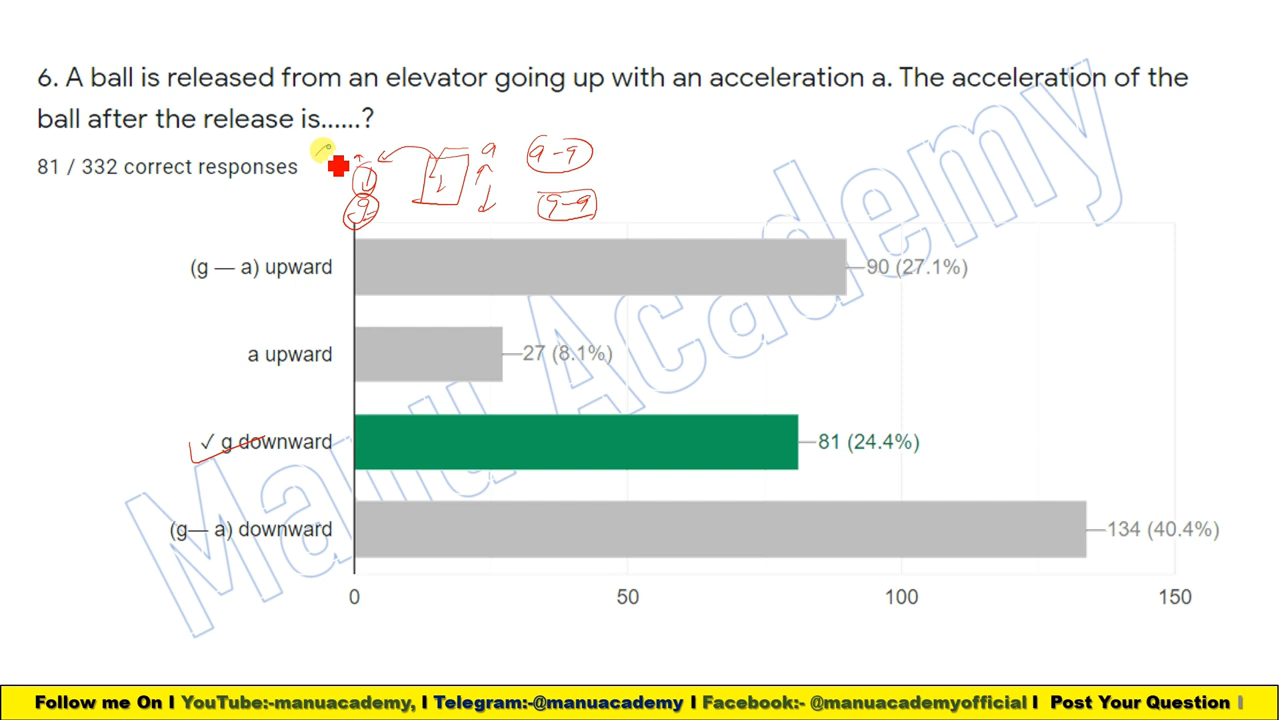 6. A ball is released from an elevator going up with an acceleration a. The acceleration of the
ball after the release is......?
81 / 332 correct responses
a
a - g
g
g - a
(g — a) upward
90 (27.1%)
a upward
27 (8.1%)
✓ g downward
81 (24.4%)
(g— a) downward
134 (40.4%)
0
50
100
150
Manu Academy
Follow me On I YouTube:-manuacademy, I Telegram:-@manuacademy I Facebook:- @manuacademyofficial I Post Your Question I